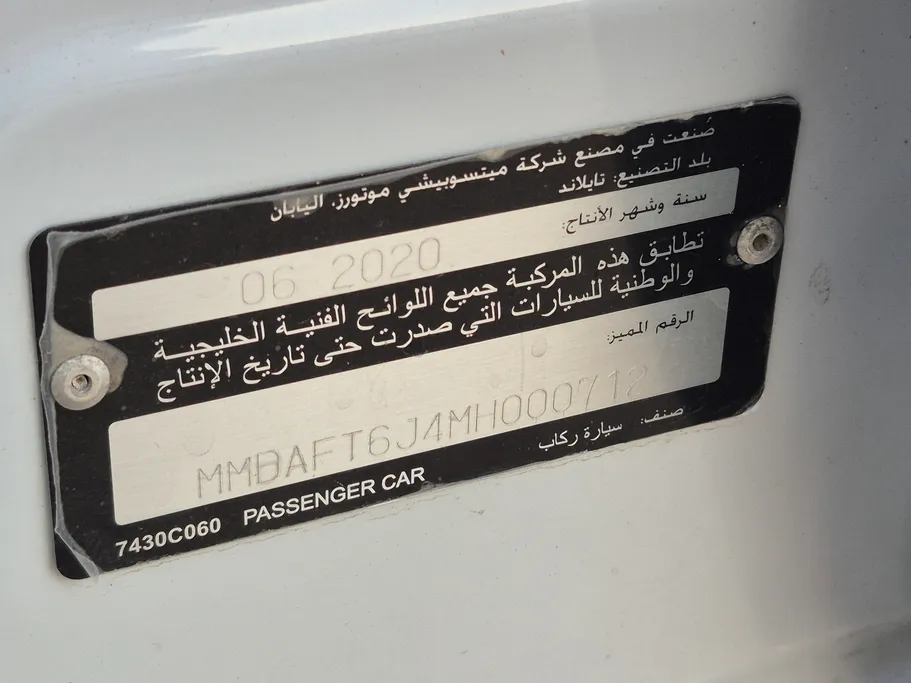 صُنعت في مصنع شركة ميتسوبيشي موتورز. اليابان
بلد التصنيع: تايلاند
سنة وشهر الأنتاج:
06 2020
تطابق هذه المركبة جميع اللوائح الفنية الخليجية
والوطنية للسيارات التي صدرت حتى تاريخ الإنتاج
الرقم المميز:
MMBAFT6J4MH000712
صنف: سيارة ركاب
7430C060 PASSENGER CAR